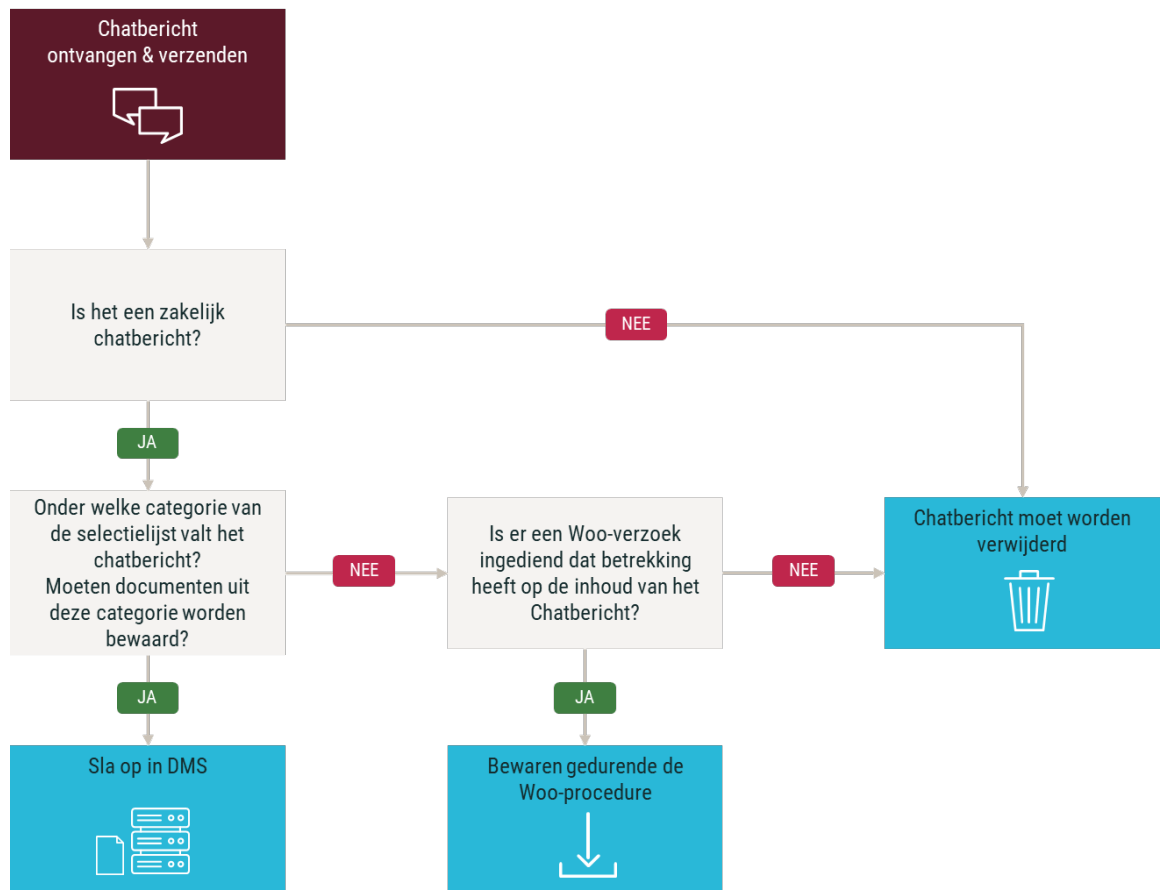 Chatbericht
ontvangen & verzenden
Is het een zakelijk
chatbericht?
NEE
JA
Onder welke categorie van
de selectielijst valt het
chatbericht?
Moeten documenten uit
deze categorie worden
bewaard?
NEE
Is er een Woo-verzoek
ingediend dat betrekking
heeft op de inhoud van het
Chatbericht?
NEE
Chatbericht moet worden
verwijderd
JA
JA
Sla op in DMS
Bewaren gedurende de
Woo-procedure